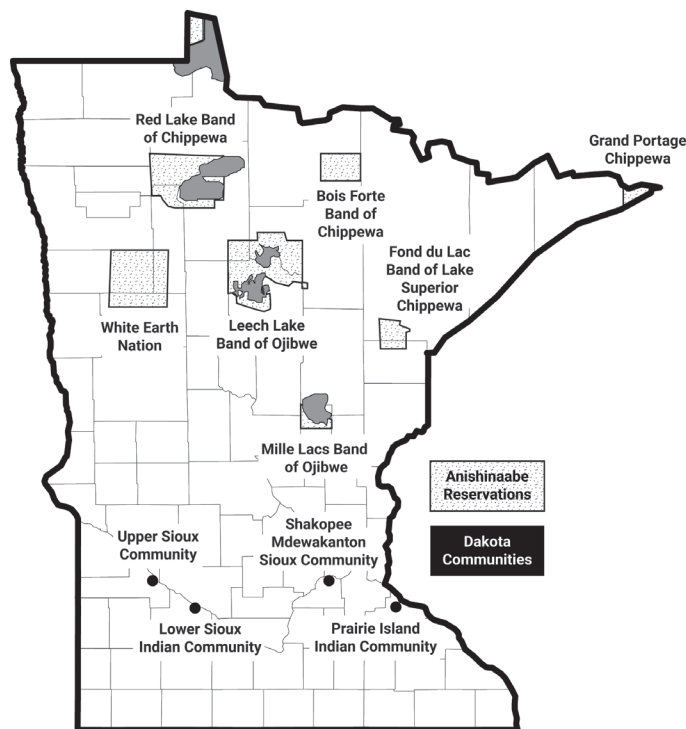 Red Lake Band
of Chippewa
Grand Portage
Chippewa
Bois Forte
Band of
Chippewa
Fond du Lac
Band of Lake
Superior
Chippewa
White Earth
Nation
Leech Lake
Band of Ojibwe
Mille Lacs Band
of Ojibwe
Anishinaabe
Reservations
Dakota
Communities
Upper Sioux
Community
Shakopee
Mdewakanton
Sioux Community
Lower Sioux
Indian Community
Prairie Island
Indian Community